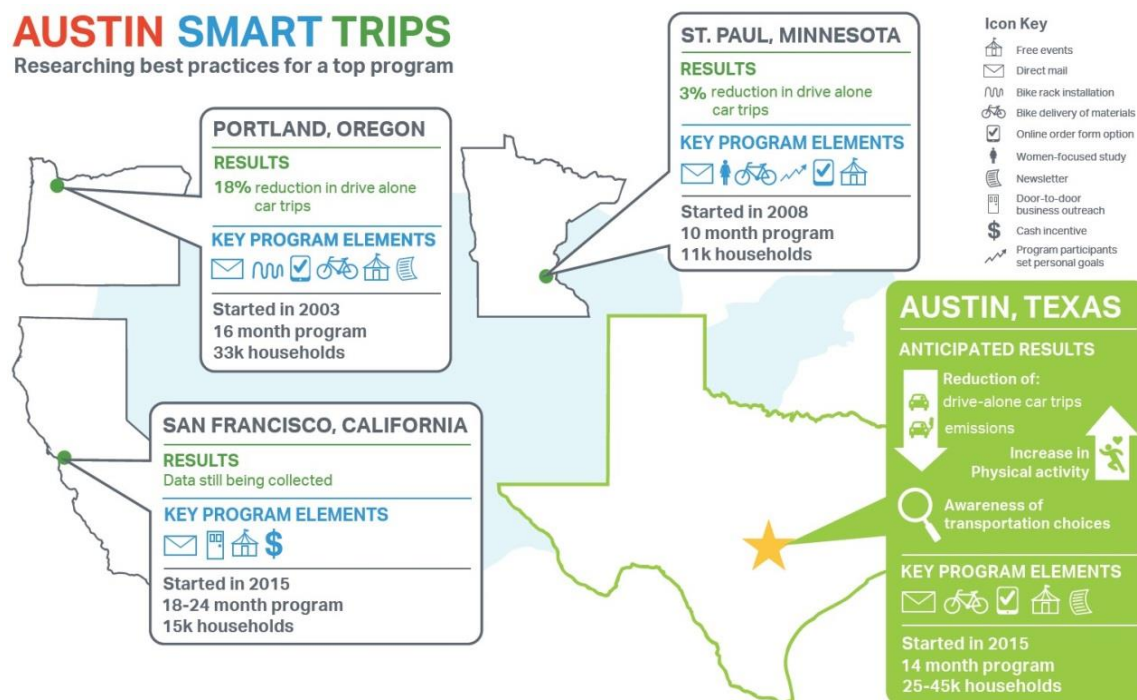 AUSTIN SMART TRIPS
Researching best practices for a top program
PORTLAND, OREGON
RESULTS
18% reduction in drive alone
car trips
KEY PROGRAM ELEMENTS
Started in 2003
16 month program
33k households
ST. PAUL, MINNESOTA
RESULTS
3% reduction in drive alone
car trips
KEY PROGRAM ELEMENTS
Started in 2008
10 month program
11k households
Icon Key
Free events
Direct mail
Bike rack installation
Bike delivery of materials
Online order form option
Women-focused study
Newsletter
Door-to-door
business outreach
$ Cash incentive
Program participants
set personal goals
SAN FRANCISCO, CALIFORNIA
RESULTS
Data still being collected
KEY PROGRAM ELEMENTS
$
Started in 2015
18-24 month program
15k households
AUSTIN, TEXAS
ANTICIPATED RESULTS
Reduction of:
drive-alone car trips
emissions
Increase in
Physical activity
Awareness of
transportation choices
KEY PROGRAM ELEMENTS
Started in 2015
14 month program
25-45k households